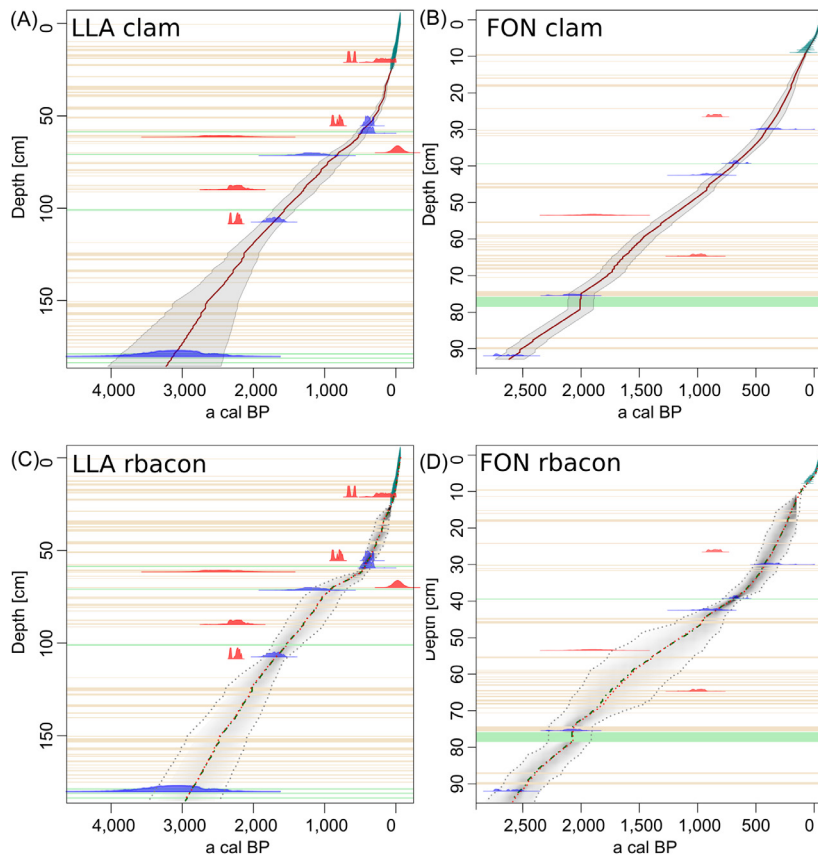 (A) LLA clam
0
50
100
150
Depth [cm]
4,000 3,000 2,000 1,000 0
a cal BP
(B) FON clam
0
10
20
30
40
50
60
70
80
90
Depth [cm]
2,500 2,000 1,500 1,000 500 0
a cal BP
(C) LLA rbacon
0
50
100
150
Depth [cm]
4,000 3,000 2,000 1,000 0
a cal BP
(D) FON rbacon
0
10
20
30
40
50
60
70
80
90
Depth [cm]
2,500 2,000 1,500 1,000 500 0
a cal BP